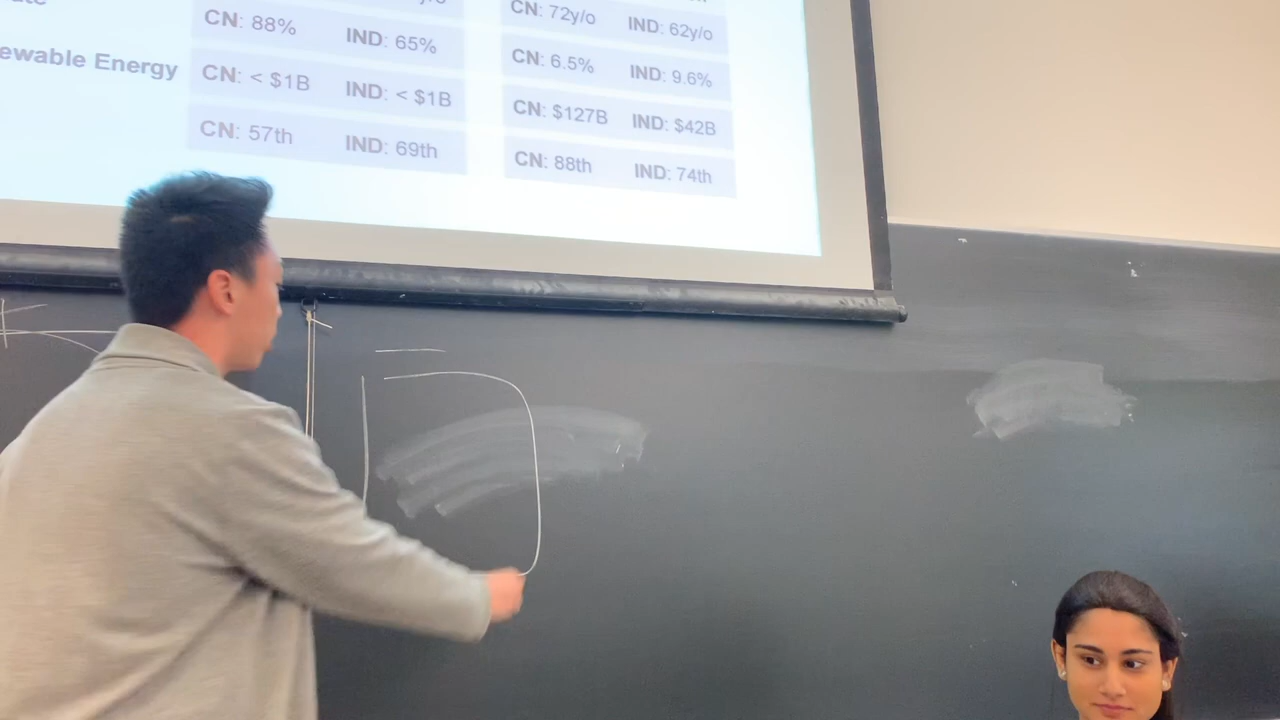 CN: 72y/o IND: 62y/o
CN: 88% IND: 65% CN: 6.5% IND: 9.6%
ewable Energy CN: < $1B IND: < $1B CN: $127B IND: $42B
CN: 57th IND: 69th CN: 88th IND: 74th